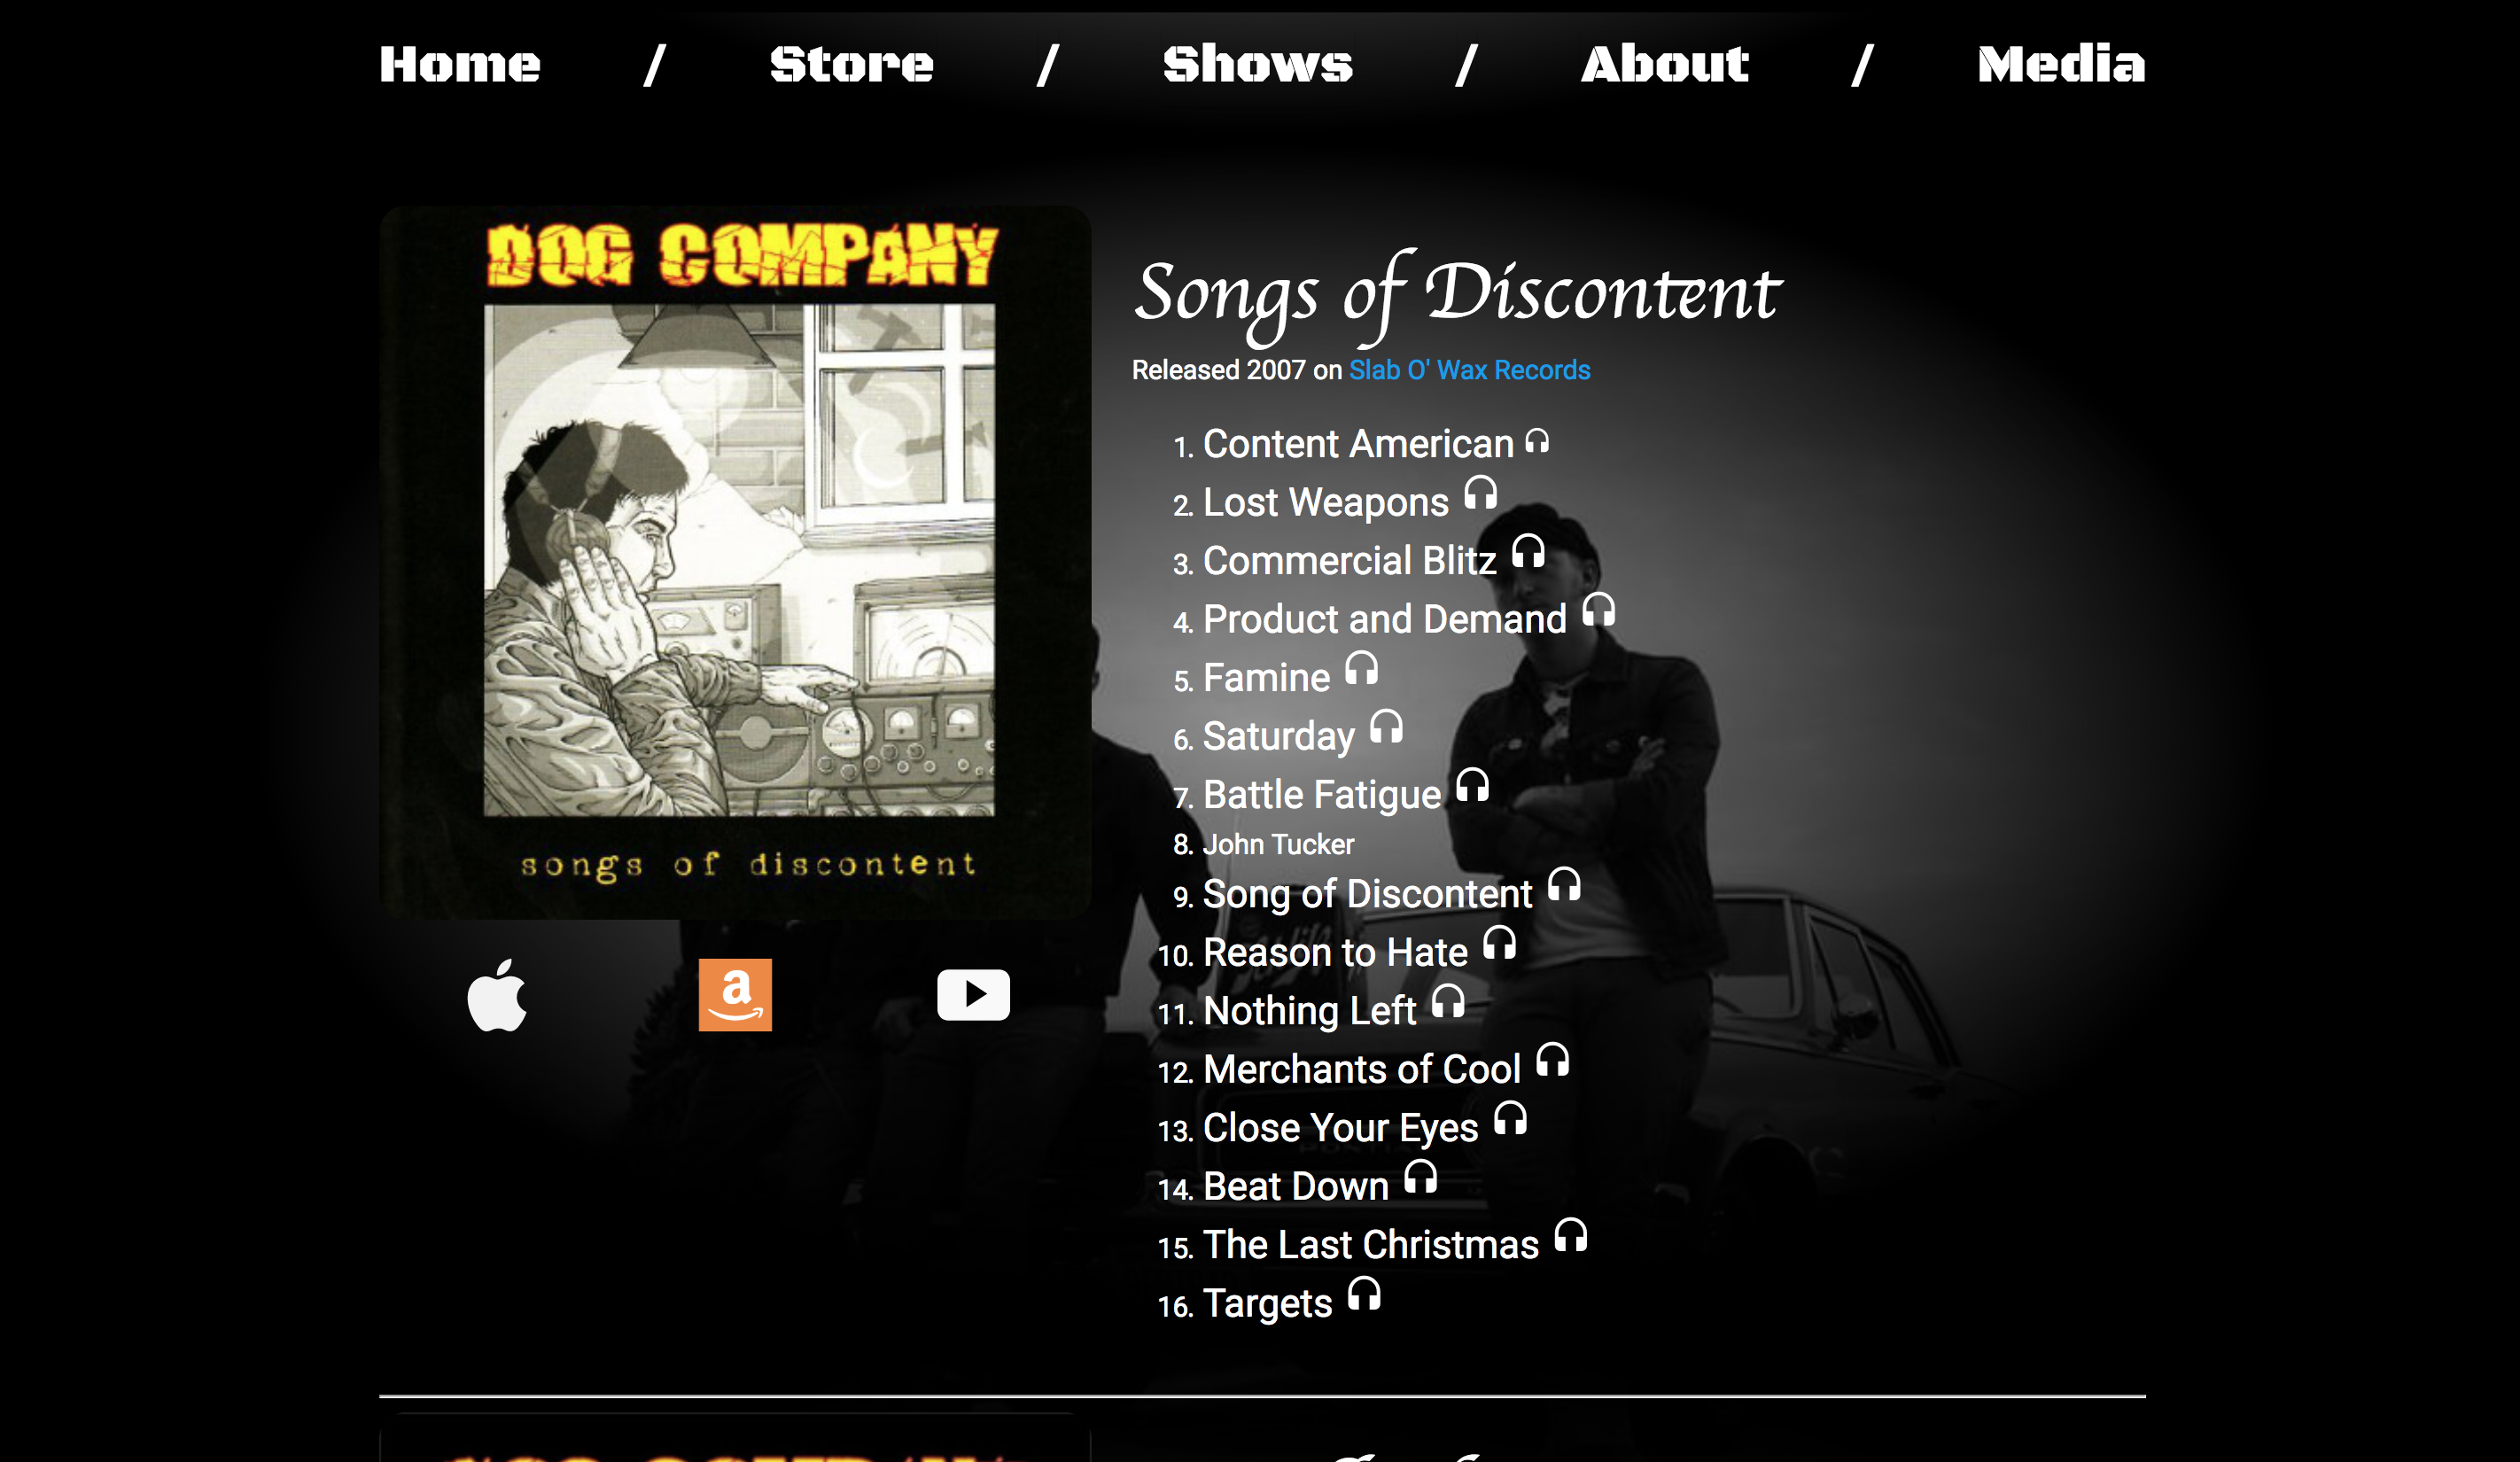 Home / Store / Shows / About / Media
DOG COMPANY
songs of discontent
Songs of Discontent
Released 2007 on Slab O' Wax Records
1. Content American
2. Lost Weapons
3. Commercial Blitz
4. Product and Demand
5. Famine
6. Saturday
7. Battle Fatigue
8. John Tucker
9. Song of Discontent
10. Reason to Hate
11. Nothing Left
12. Merchants of Cool
13. Close Your Eyes
14. Beat Down
15. The Last Christmas
16. Targets